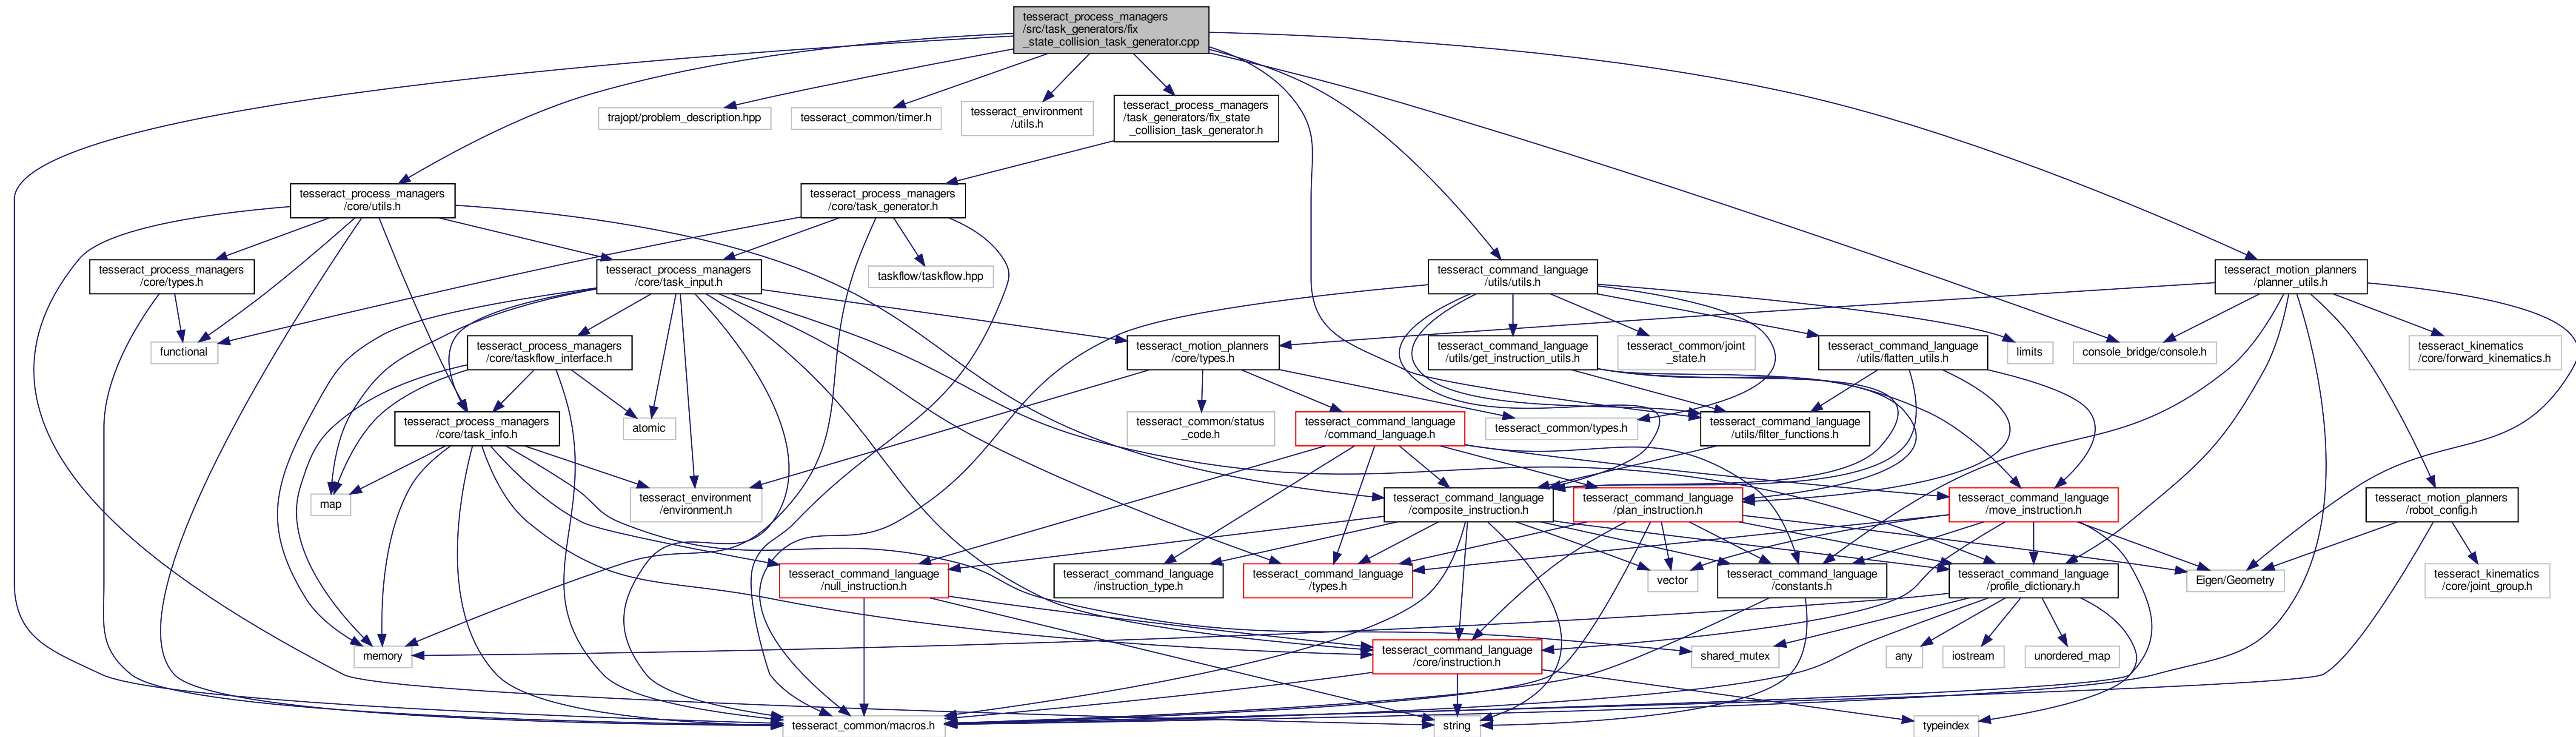 tesseract_process_managers
/src/task_generators/fix
_state_collision_task_generator.cpp
trajopt/problem_description.hpp
tesseract_common/timer.h
tesseract_environment
/utils.h
tesseract_process_managers
/task_generators/fix_state
_collision_task_generator.h
tesseract_process_managers
/core/utils.h
tesseract_process_managers
/core/task_generator.h
tesseract_process_managers
/core/types.h
tesseract_process_managers
/core/task_input.h
taskflow/taskflow.hpp
tesseract_command_language
/utils/utils.h
tesseract_motion_planners
/planner_utils.h
functional
tesseract_process_managers
/core/taskflow_interface.h
tesseract_motion_planners
/core/types.h
tesseract_command_language
/utils/get_instruction_utils.h
tesseract_common/joint
_state.h
tesseract_command_language
/utils/flatten_utils.h
limits
console_bridge/console.h
tesseract_kinematics
/core/forward_kinematics.h
tesseract_process_managers
/core/task_info.h
atomic
tesseract_common/status
_code.h
tesseract_command_language
/command_language.h
tesseract_common/types.h
tesseract_command_language
/utils/filter_functions.h
map
tesseract_environment
/environment.h
tesseract_command_language
/composite_instruction.h
tesseract_command_language
/plan_instruction.h
tesseract_command_language
/move_instruction.h
tesseract_motion_planners
/robot_config.h
tesseract_command_language
/null_instruction.h
tesseract_command_language
/instruction_type.h
tesseract_command_language
/types.h
vector
tesseract_command_language
/constants.h
tesseract_command_language
/profile_dictionary.h
Eigen/Geometry
tesseract_kinematics
/core/joint_group.h
memory
tesseract_command_language
/core/instruction.h
shared_mutex
any
iostream
unordered_map
tesseract_common/macros.h
string
typeindex